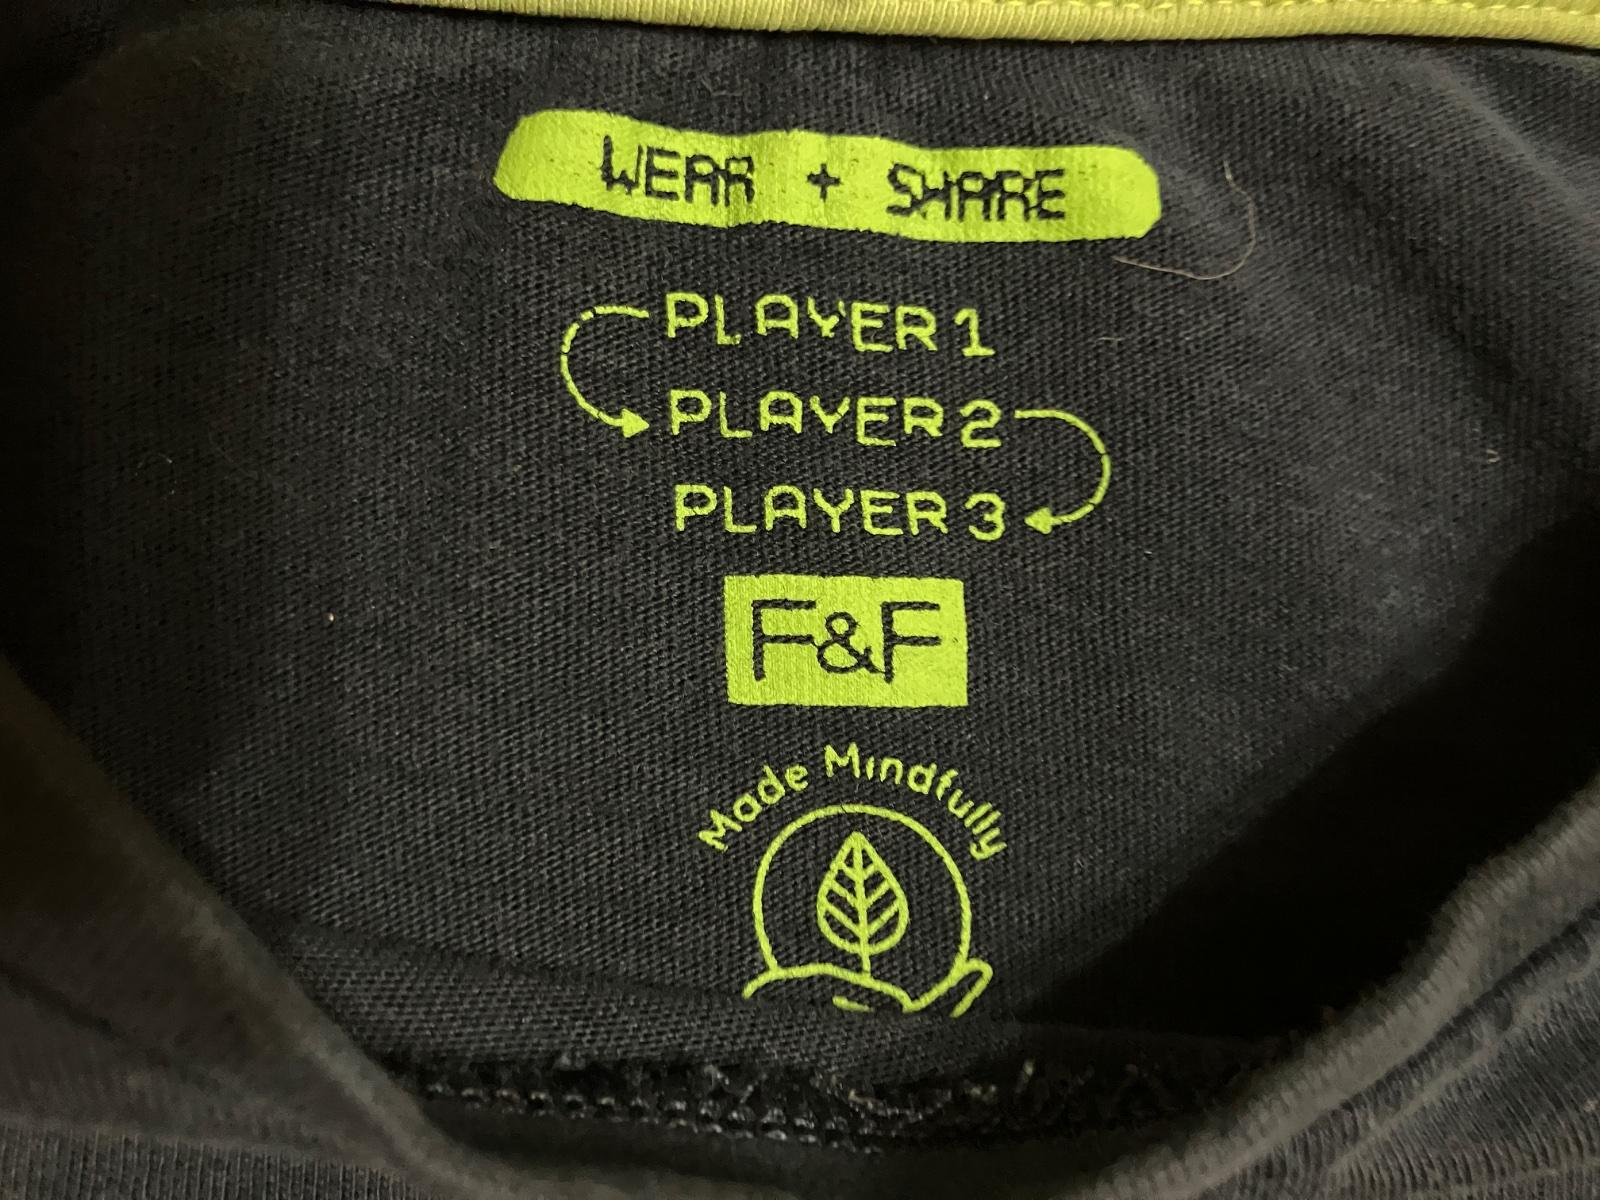 WEAR + SHARE
PLAYER 1
PLAYER 2
PLAYER 3
F&F
Made Mindfully